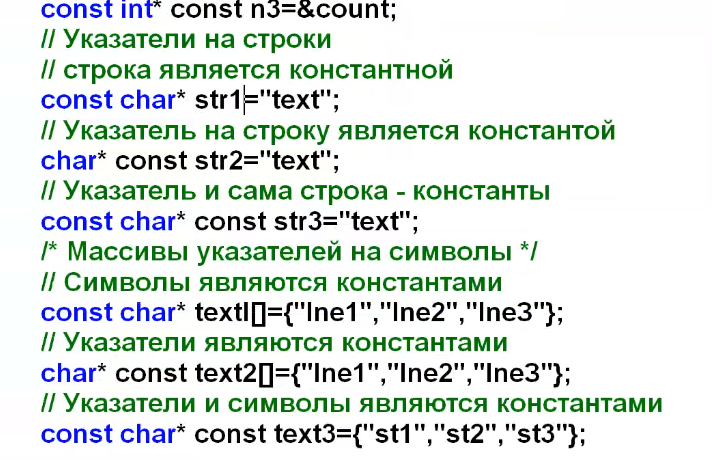 const int* const n3=&count;
// Указатели на строки
// строка является константной
const char* str1="text";
// Указатель на строку является константой
char* const str2="text";
// Указатель и сама строка - константы
const char* const str3="text";
/* Массивы указателей на символы */
// Символы являются константами
const char* textl[]={"lne1","lne2","lne3"};
// Указатели являются константами
char* const text2[]={"lne1","lne2","lne3"};
// Указатели и символы являются константами
const char* const text3={"st1","st2","st3"};